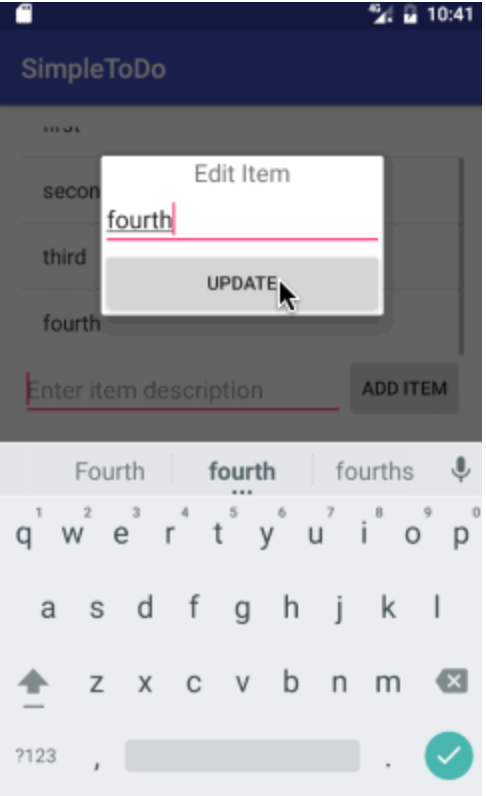 4G 10:41
SimpleToDo
first
Edit Item
secon
fourth
third
UPDATE
fourth
Enter item description ADD ITEM
Fourth fourth fourths
1 2 3 4 5 6 7 8 9 0
q w e r t y u i o p
a s d f g h j k l
z x c v b n m
?123 , .